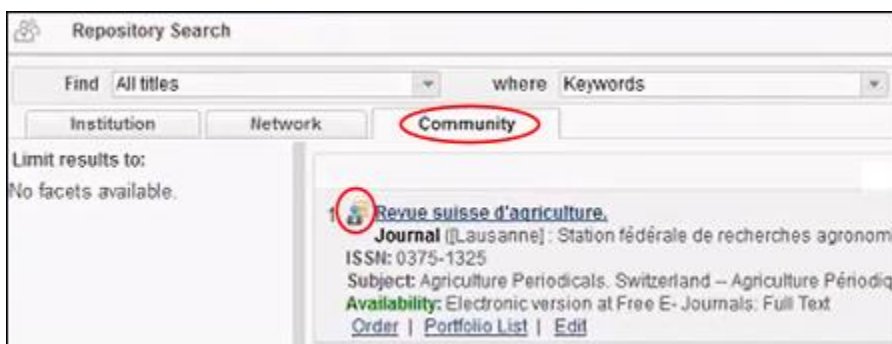 Repository Search
Find All titles where Keywords
Institution Network Community
Limit results to:
No facets available.
1 Revue suisse d'agriculture.
Journal ([Lausanne] : Station fédérale de recherches agronomi
ISSN: 0375-1325
Subject: Agriculture Periodicals. Switzerland -- Agriculture Périodiq
Availability: Electronic version at Free E- Journals: Full Text
Order | Portfolio List | Edit